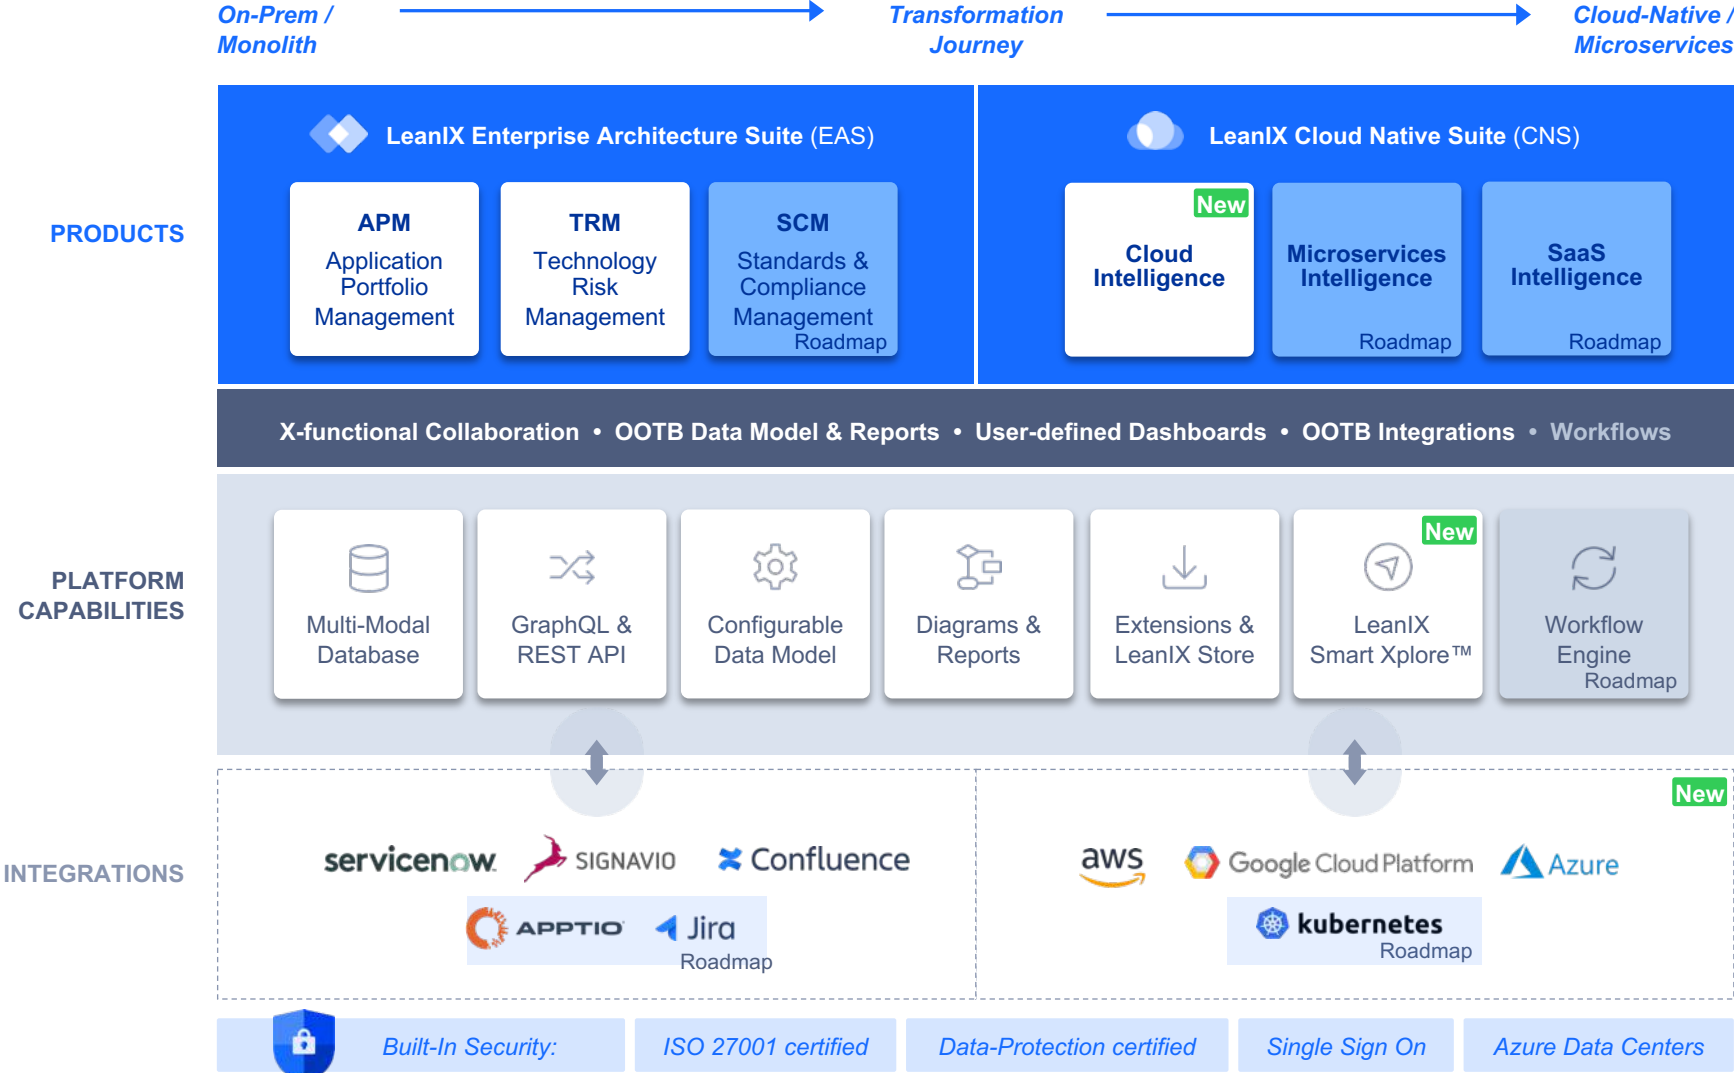 On-Prem /
Monolith
Transformation
Journey
Cloud-Native /
Microservices
PRODUCTS
LeanIX Enterprise Architecture Suite (EAS)
APM
Application
Portfolio
Management
TRM
Technology
Risk
Management
SCM
Standards &
Compliance
Management
Roadmap
LeanIX Cloud Native Suite (CNS)
New
Cloud
Intelligence
Microservices
Intelligence
Roadmap
SaaS
Intelligence
Roadmap
X-functional Collaboration • OOTB Data Model & Reports • User-defined Dashboards • OOTB Integrations • Workflows
PLATFORM
CAPABILITIES
Multi-Modal
Database
GraphQL &
REST API
Configurable
Data Model
Diagrams &
Reports
Extensions &
LeanIX Store
New
LeanIX
Smart Xplore™
Workflow
Engine
Roadmap
INTEGRATIONS
servicenow
SIGNAVIO
Confluence
APPTIO
Jira
Roadmap
New
aws
Google Cloud Platform
Azure
kubernetes
Roadmap
Built-In Security:
ISO 27001 certified
Data-Protection certified
Single Sign On
Azure Data Centers